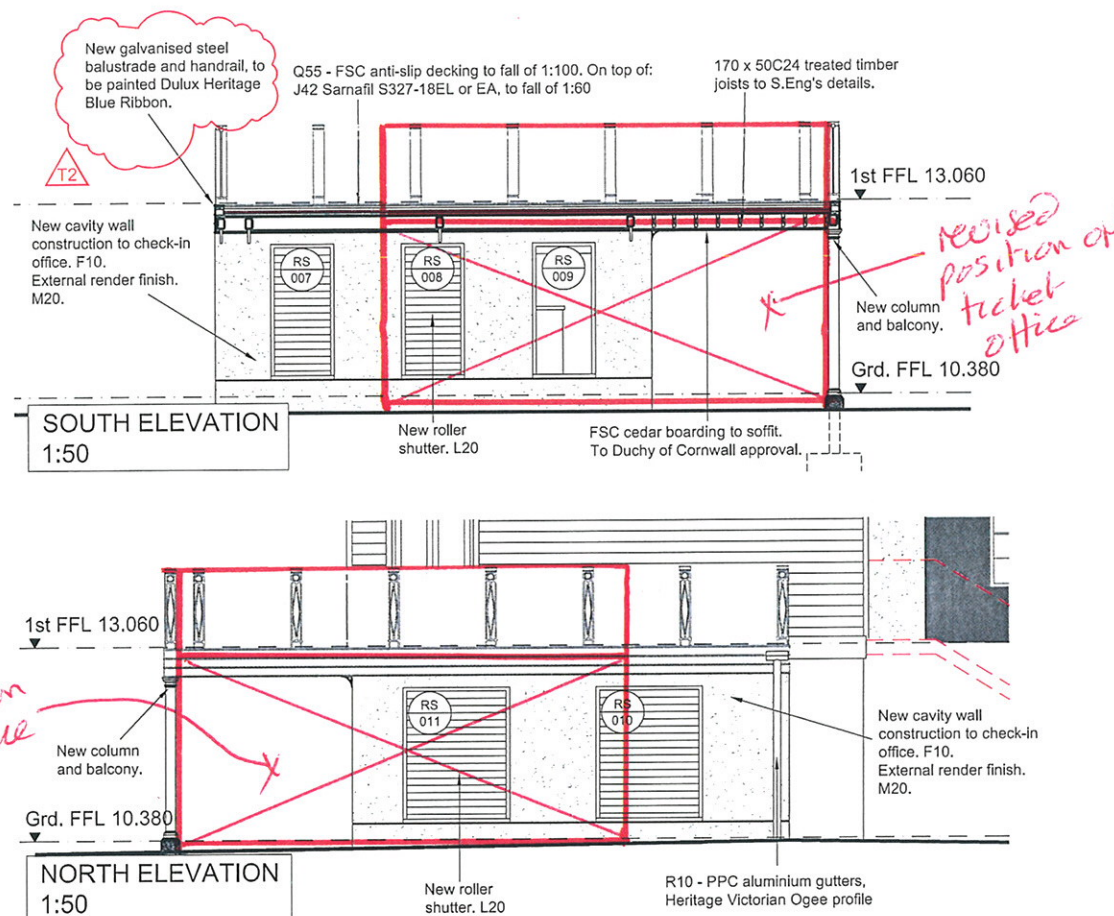 New galvanised steel
balustrade and handrail, to
be painted Dulux Heritage
Blue Ribbon.
T2
Q55 - FSC anti-slip decking to fall of 1:100. On top of:
J42 Sarnafil S327-18EL or EA, to fall of 1:60
170 x 50C24 treated timber
joists to S.Eng's details.
1st FFL 13.060
New cavity wall
construction to check-in
office. F10.
External render finish.
M20.
RS
007
RS
008
RS
009
revised
position of
ticket
office
New column
and balcony.
Grd. FFL 10.380
SOUTH ELEVATION
1:50
New roller
shutter. L20
FSC cedar boarding to soffit.
To Duchy of Cornwall approval.
1st FFL 13.060
New column
and balcony.
Grd. FFL 10.380
RS
011
RS
010
New cavity wall
construction to check-in
office. F10.
External render finish.
M20.
NORTH ELEVATION
1:50
New roller
shutter. L20
R10 - PPC aluminium gutters,
Heritage Victorian Ogee profile